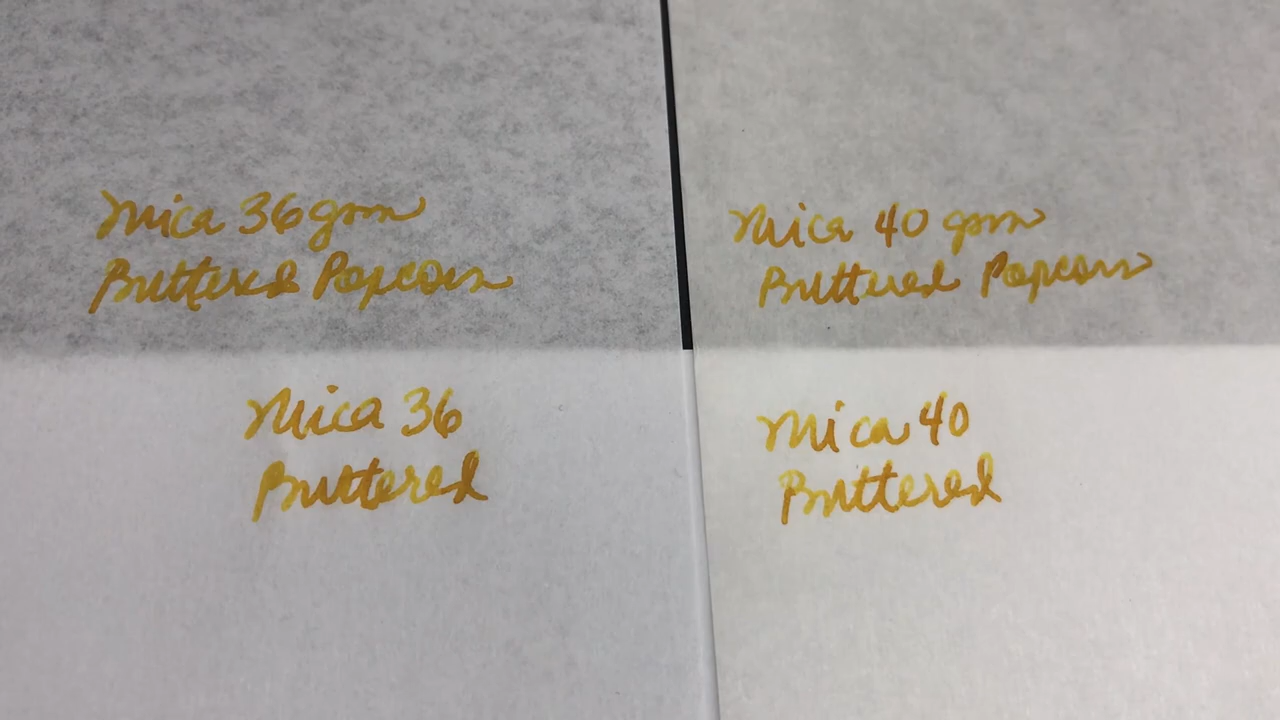 Mica 36 gsm
Buttered Popcorn
Mica 40 gsm
Buttered Popcorn
Mica 36
Buttered
Mica 40
Buttered